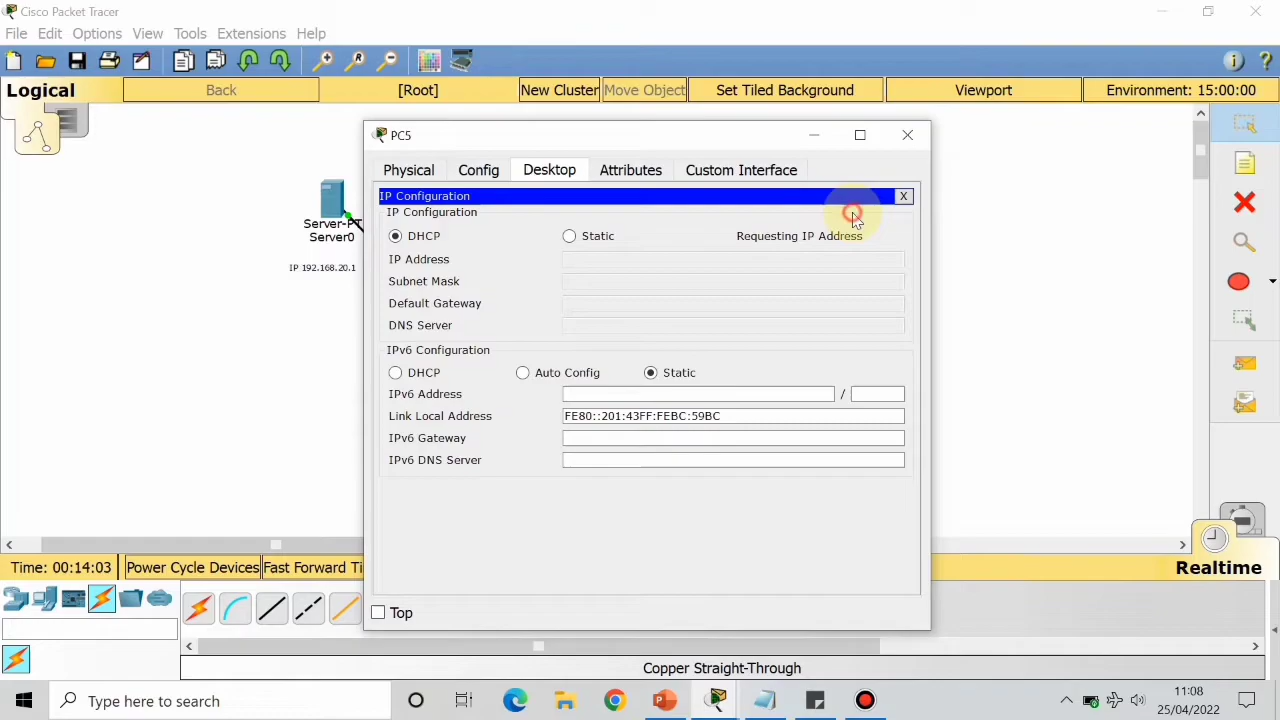 Cisco Packet Tracer
File Edit Options View Tools Extensions Help
Logical Back [Root] New Cluster Move Object Set Tiled Background Viewport Environment: 15:00:00
PC5
Physical Config Desktop Attributes Custom Interface
IP Configuration X
IP Configuration
DHCP Static Requesting IP Address
IP Address
Subnet Mask
Default Gateway
DNS Server
IPv6 Configuration
DHCP Auto Config Static
IPv6 Address /
Link Local Address FE80::201:43FF:FEBC:59BC
IPv6 Gateway
IPv6 DNS Server
Top
Server-PT
Server0
IP 192.168.20.1
Time: 00:14:03 Power Cycle Devices Fast Forward Ti Realtime
Copper Straight-Through
Type here to search
11:08
25/04/2022